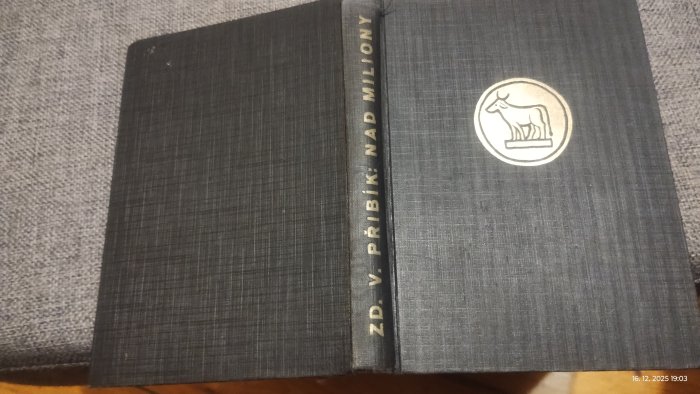 ZD. V. PŘIBÍK: NAD MILIONY
16. 12. 2025 19:03